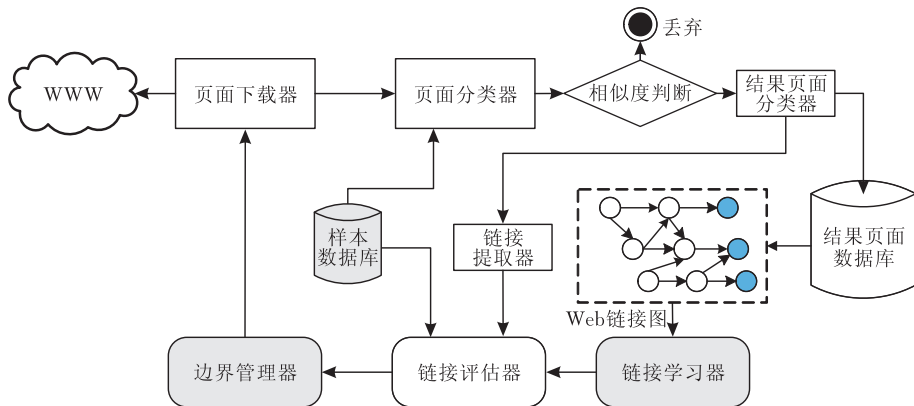 丢弃
WWW
页面下载器
页面分类器
相似度判断
结果页面
分类器
样本
数据库
链接
提取器
结果页面
数据库
Web链接图
边界管理器
链接评估器
链接学习器